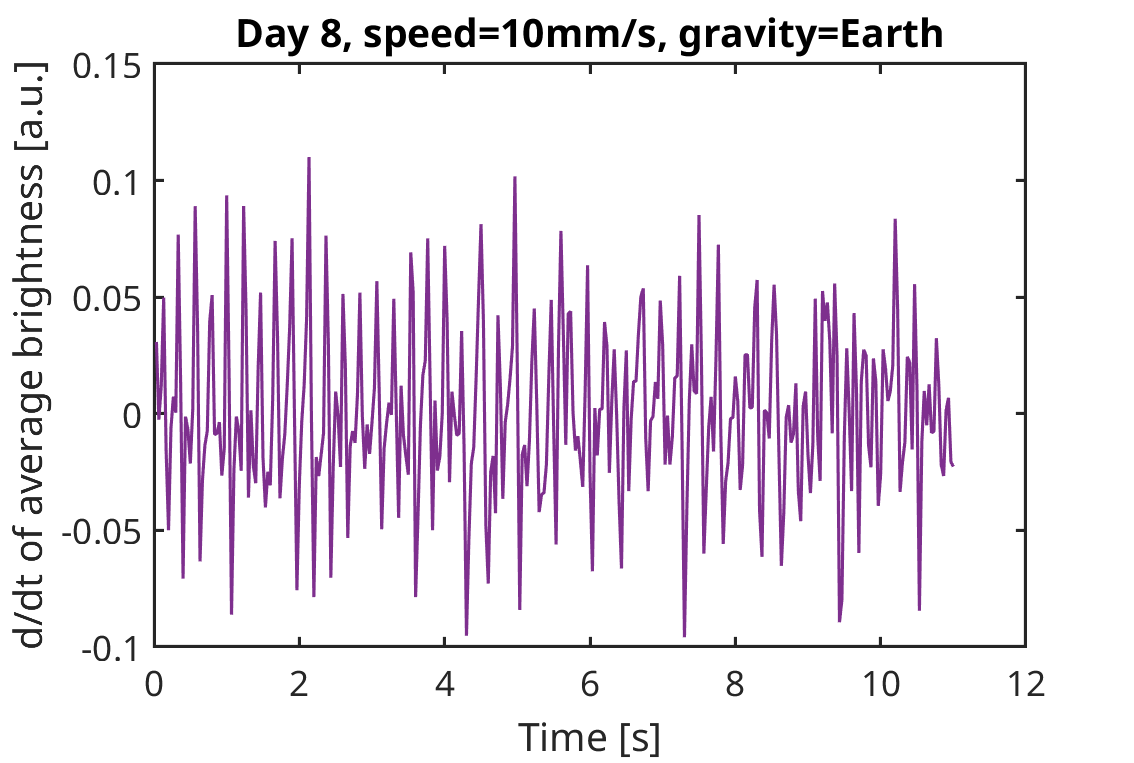 Day 8, speed=10mm/s, gravity=Earth
d/dt of average brightness [a.u.]
0.15
0.1
0.05
0
-0.05
-0.1
0 2 4 6 8 10 12
Time [s]